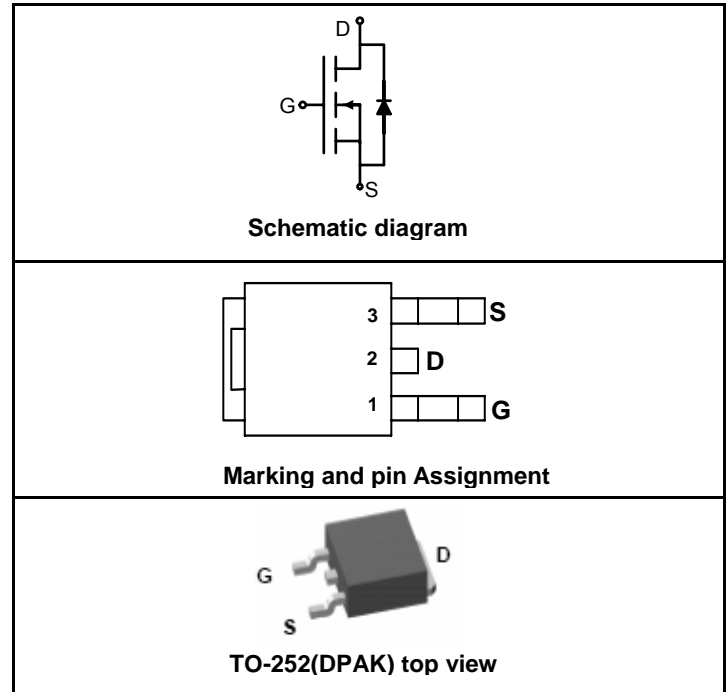 D
G
S
Schematic diagram
3 S
2 D
1 G
Marking and pin Assignment
D
G
S
TO-252(DPAK) top view